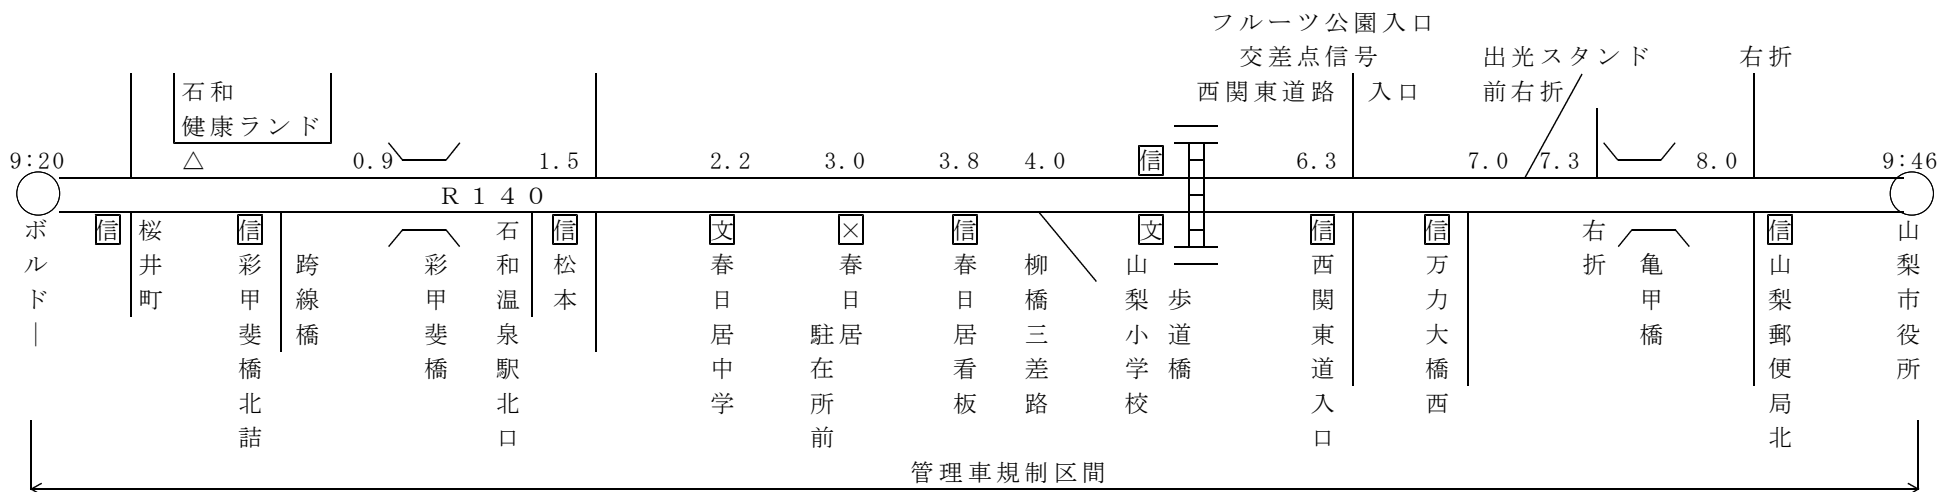 フルーツ公園入口
交差点信号
西関東道路 入口
出光スタンド
前右折
右折
石和
健康ランド
9:20
△
0.9
1.5
2.2
3.0
3.8
4.0
信
6.3
7.0
7.3
8.0
9:46
R140
ボルドー
信
桜井町
信
彩甲斐橋北詰
跨線橋
彩甲斐橋
石和温泉駅北口
信
松本
文
春日居中学
×
春日居
駐在所前
信
春日居看板
柳橋三差路
文
山梨小学校
歩道橋
信
西関東道入口
信
万力大橋西
右折
亀甲橋
信
山梨郵便局北
山梨市役所
管理車規制区間